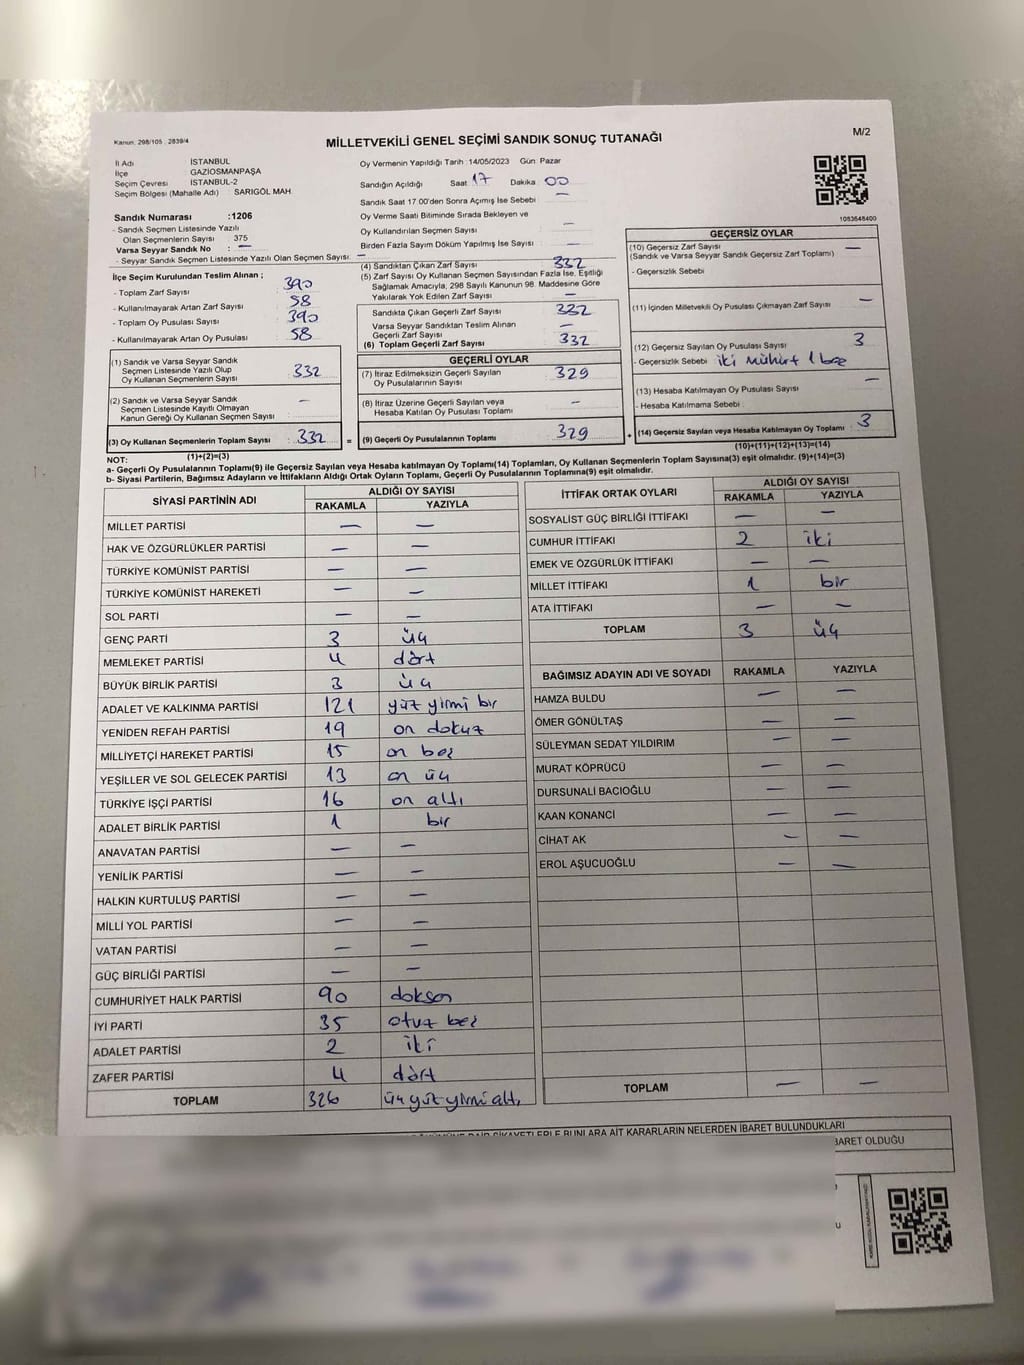 Kanun: 298/105 , 2839/4
MİLLETVEKİLİ GENEL SEÇİMİ SANDIK SONUÇ TUTANAĞI
M/2
İl Adı İSTANBUL
İlçe GAZİOSMANPAŞA
Seçim Çevresi İSTANBUL-2
Seçim Bölgesi (Mahalle Adı) SARIGÖL MAH.
Sandık Numarası :1206
- Sandık Seçmen Listesinde Yazılı
Olan Seçmenlerin Sayısı 375
Varsa Seyyar Sandık No : —
- Seyyar Sandık Seçmen Listesinde Yazılı Olan Seçmen Sayısı: —
Oy Vermenin Yapıldığı Tarih :14/05/2023 Gün: Pazar
Sandığın Açıldığı Saat 17 Dakika 00
Sandık Saat 17.00'den Sonra Açımış İse Sebebi —
Oy Verme Saati Bitiminde Sırada Bekleyen ve
Oy Kullandırılan Seçmen Sayısı —
Birden Fazla Sayım Döküm Yapılmış İse Sayısı —
1083648400
İlçe Seçim Kurulundan Teslim Alınan ;
- Toplam Zarf Sayısı 390
- Kullanılmayarak Artan Zarf Sayısı 58
- Toplam Oy Pusulası Sayısı 390
- Kullanılmayarak Artan Oy Pusulası 58
(1) Sandık ve Varsa Seyyar Sandık
Seçmen Listesinde Yazılı Olup
Oy Kullanan Seçmenlerin Sayısı 332
(2) Sandık ve Varsa Seyyar Sandık
Seçmen Listesinde Kayıtlı Olmayan
Kanun Gereği Oy Kullanan Seçmen Sayısı —
(3) Oy Kullanan Seçmenlerin Toplam Sayısı 332 =
(1)+(2)=(3)
(4) Sandıktan Çıkan Zarf Sayısı 332
(5) Zarf Sayısı Oy Kullanan Seçmen Sayısından Fazla İse, Eşitliği
Sağlamak Amacıyla; 298 Sayılı Kanunun 98. Maddesine Göre
Yakılarak Yok Edilen Zarf Sayısı —
Sandıkta Çıkan Geçerli Zarf Sayısı 332
Varsa Seyyar Sandıktan Teslim Alınan
Geçerli Zarf Sayısı —
(6) Toplam Geçerli Zarf Sayısı 332
GEÇERLİ OYLAR
(7) İtiraz Edilmeksizin Geçerli Sayılan
Oy Pusulalarının Sayısı 329
(8) İtiraz Üzerine Geçerli Sayılan veya
Hesaba Katılan Oy Pusulası Toplamı —
(9) Geçerli Oy Pusulalarının Toplamı 329 +
GEÇERSİZ OYLAR
(10) Geçersiz Zarf Sayısı —
(Sandık ve Varsa Seyyar Sandık Geçersiz Zarf Toplamı)
- Geçersizlik Sebebi
(11) İçinden Milletvekili Oy Pusulası Çıkmayan Zarf Sayısı —
(12) Geçersiz Sayılan Oy Pusulası Sayısı 3
- Geçersizlik Sebebi iki mühür 1 boş
(13) Hesaba Katılmayan Oy Pusulası Sayısı —
- Hesaba Katılmama Sebebi
(14) Geçersiz Sayılan veya Hesaba Katılmayan Oy Toplamı 3
(10)+(11)+(12)+(13)=(14)
NOT:
a- Geçerli Oy Pusulasının Toplamı(9) ile Geçersiz Sayılan veya Hesaba katılmayan Oy Toplamı(14) Toplamları, Oy Kullanan Seçmenlerin Toplam Sayısına(3) eşit olmalıdır. (9)+(14)=(3)
b- Siyasi Partilerin, Bağımsız Adayların ve İttifakların Aldığı Ortak Oyların Toplamı, Geçerli Oy Pusulalarının Toplamına(9) eşit olmalıdır.
SİYASİ PARTİNİN ADI ALDIĞI OY SAYISI
RAKAMLA YAZIYLA
MİLLET PARTİSİ — —
HAK VE ÖZGÜRLÜKLER PARTİSİ — —
TÜRKİYE KOMÜNİST PARTİSİ — —
TÜRKİYE KOMÜNİST HAREKETİ — —
SOL PARTİ — —
GENÇ PARTİ 3 üç
MEMLEKET PARTİSİ 4 dört
BÜYÜK BİRLİK PARTİSİ 3 üç
ADALET VE KALKINMA PARTİSİ 121 yüz yirmi bir
YENİDEN REFAH PARTİSİ 19 on dokuz
MİLLİYETÇİ HAREKET PARTİSİ 15 on beş
YEŞİLLER VE SOL GELECEK PARTİSİ 13 on üç
TÜRKİYE İŞÇİ PARTİSİ 16 on altı
ADALET BİRLİK PARTİSİ 1 bir
ANAVATAN PARTİSİ — —
YENİLİK PARTİSİ — —
HALKIN KURTULUŞ PARTİSİ — —
MİLLİ YOL PARTİSİ — —
VATAN PARTİSİ — —
GÜÇ BİRLİĞİ PARTİSİ — —
CUMHURİYET HALK PARTİSİ 90 doksan
İYİ PARTİ 35 otuz beş
ADALET PARTİSİ 2 iki
ZAFER PARTİSİ 4 dört
TOPLAM 326 üç yüz yirmi altı
İTTİFAK ORTAK OYLARI ALDIĞI OY SAYISI
RAKAMLA YAZIYLA
SOSYALİST GÜÇ BİRLİĞİ İTTİFAKI — —
CUMHUR İTTİFAKI 2 iki
EMEK VE ÖZGÜRLÜK İTTİFAKI — —
MİLLET İTTİFAKI 1 bir
ATA İTTİFAKI — —
TOPLAM 3 üç
BAĞIMSIZ ADAYIN ADI VE SOYADI RAKAMLA YAZIYLA
HAMZA BULDU — —
ÖMER GÖNÜLTAŞ — —
SÜLEYMAN SEDAT YILDIRIM — —
MURAT KÖPRÜCÜ — —
DURSUNALİ BACIOĞLU — —
KAAN KONANCİ — —
CİHAT AK — —
EROL AŞUCUOĞLU — —
TOPLAM — —
ŞİKAYETLERLE BUNLARA AİT KARARLARIN NELERDEN İBARET BULUNDUKLARI
BARET OLDUĞU